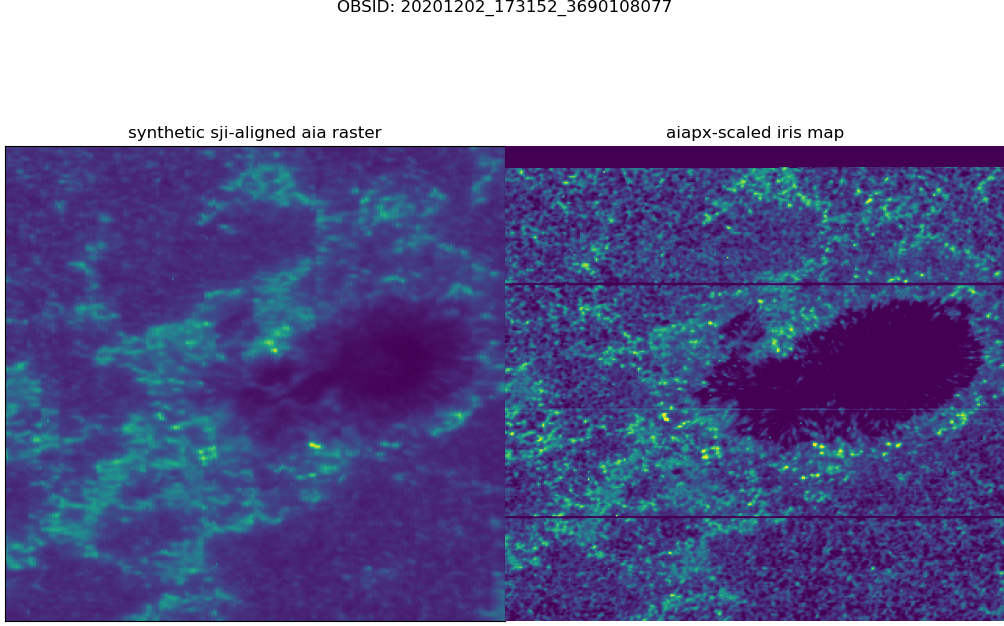 OBSID: 20201202_173152_3690108077
synthetic sji-aligned aia raster
aiapx-scaled iris map